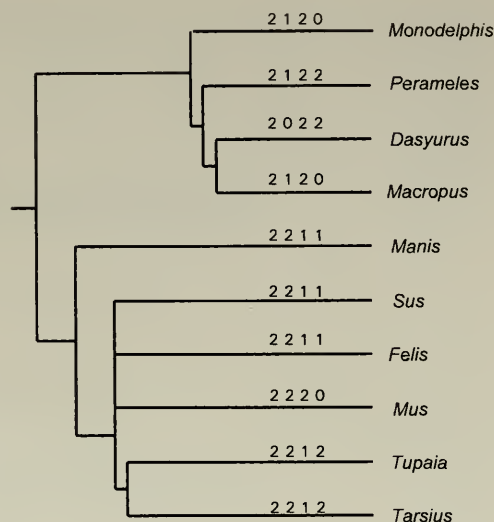 2 1 2 0 Monodelphis
2 1 2 2 Perameles
2 0 2 2 Dasyurus
2 1 2 0 Macropus
2 2 1 1 Manis
2 2 1 1 Sus
2 2 1 1 Felis
2 2 2 0 Mus
2 2 1 2 Tupaia
2 2 1 2 Tarsius